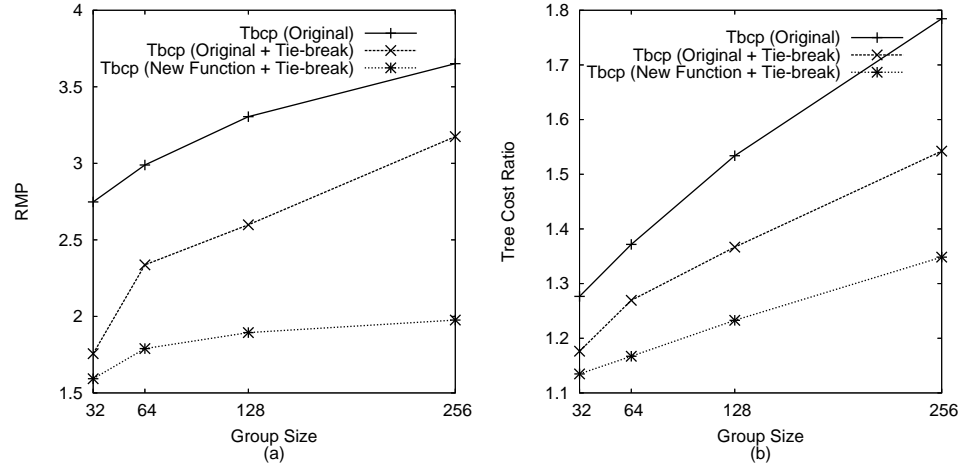 4
3.5
3
2.5
2
1.5
RMP
Tbcp (Original)
Tbcp (Original + Tie-break)
Tbcp (New Function + Tie-break)
32 64 128 256
Group Size
(a)
1.8
1.7
1.6
1.5
1.4
1.3
1.2
1.1
Tree Cost Ratio
Tbcp (Original)
Tbcp (Original + Tie-break)
Tbcp (New Function + Tie-break)
32 64 128 256
Group Size
(b)